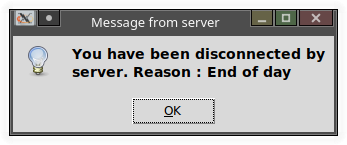 Message from server
You have been disconnected by
server. Reason : End of day
OK